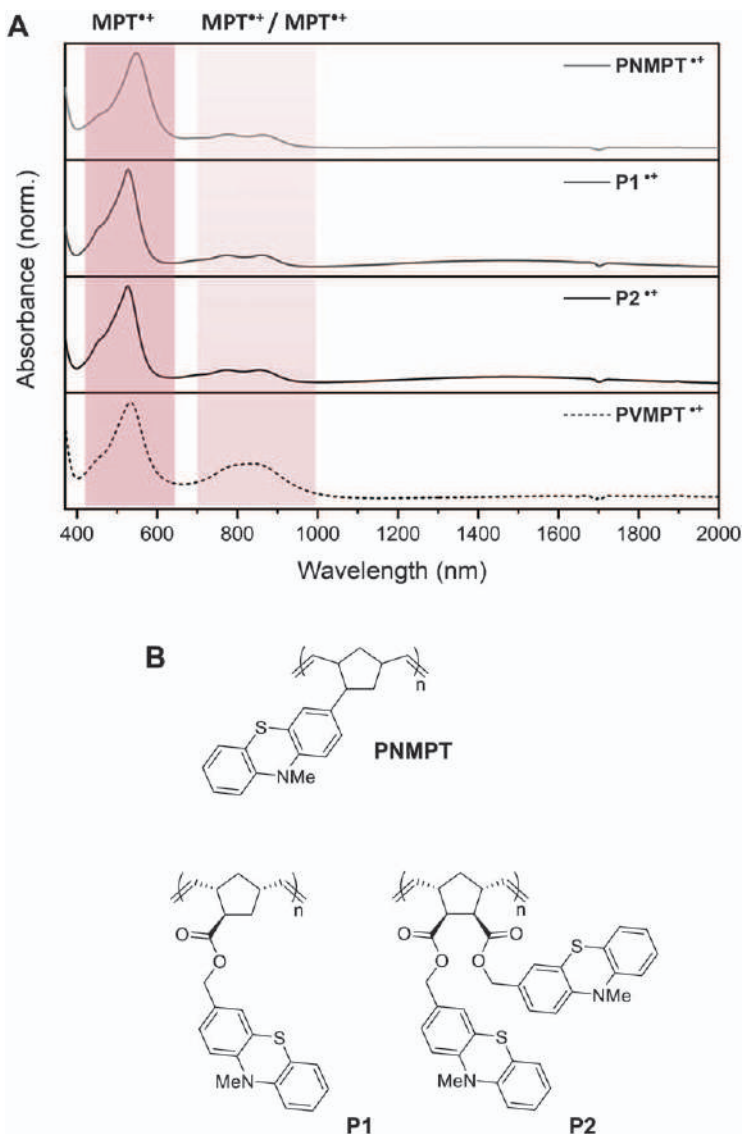 A
MPT•+ MPT•+ / MPT•+
PNMPT•+
P1•+
P2•+
PVMPT•+
Absorbance (norm.)
400 600 800 1000 1200 1400 1600 1800 2000
Wavelength (nm)
B
n
S
NMe
PNMPT
n n
O O O
O O S
NMe
S S
MeN MeN
P1 P2